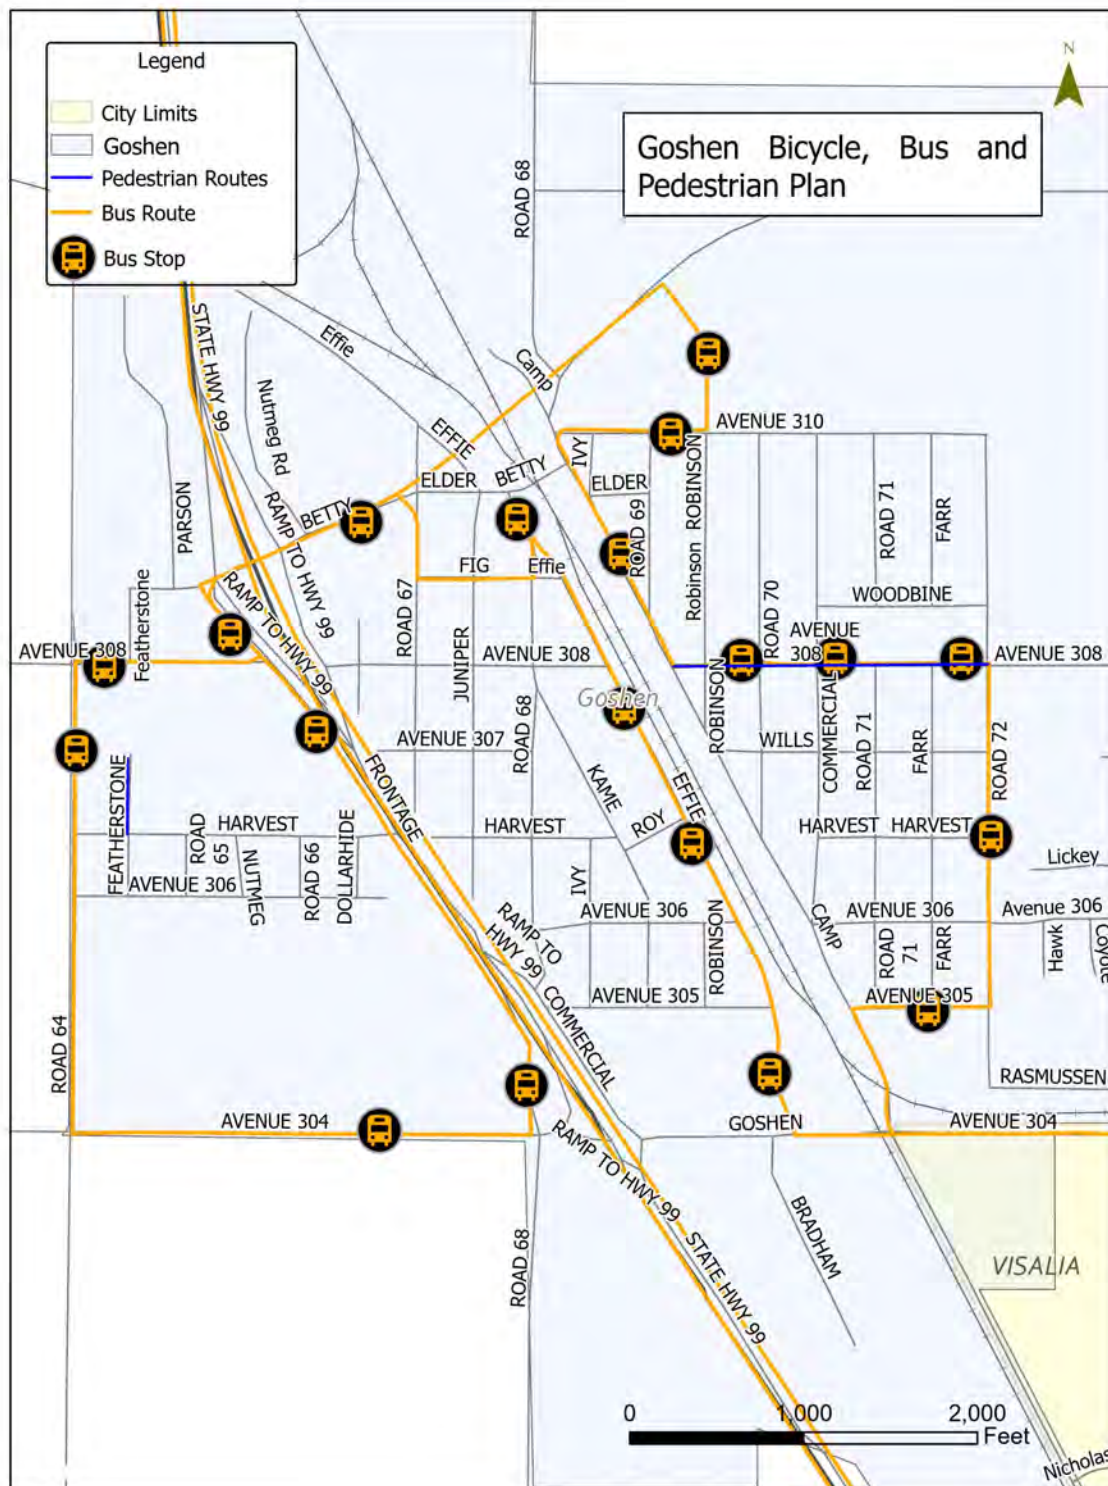 N
Legend
City Limits
Goshen
Pedestrian Routes
Bus Route
Bus Stop
Goshen Bicycle, Bus and
Pedestrian Plan
ROAD 68
STATE HWY 99
Effie
Camp
Nutmeg Rd
EFFIE
AVENUE 310
IVY
ELDER
BETTY
ELDER
ROBINSON
ROAD 71
FARR
PARSON
BETTY
RAMP TO HWY 99
ROAD 69
FIG
Effie
Robinson
ROAD 70
WOODBINE
Featherstone
RAMP TO HWY 99
ROAD 67
AVENUE
308
AVENUE 308
JUNIPER
AVENUE 308
AVENUE 308
Goshen
ROBINSON
COMMERCIAL
ROAD 71
FARR
ROAD 72
AVENUE 307
ROAD 68
WILLS
FRONTAGE
KAME
EFFIE
FEATHERSTONE
ROAD
65
HARVEST
NUTMEG
ROAD 66
DOLLARHIDE
HARVEST
ROY
HARVEST
HARVEST
Lickey
AVENUE 306
IVY
AVENUE 306
ROBINSON
CAMP
AVENUE 306
Avenue 306
RAMP TO
HWY 99
ROAD
71
FARR
Hawk
Coyote
AVENUE 305
AVENUE 305
COMMERCIAL
ROAD 64
RASMUSSEN
AVENUE 304
GOSHEN
AVENUE 304
RAMP TO HWY 99
BRADHAM
STATE HWY 99
ROAD 68
VISALIA
0
1,000
2,000
Feet
Nicholas